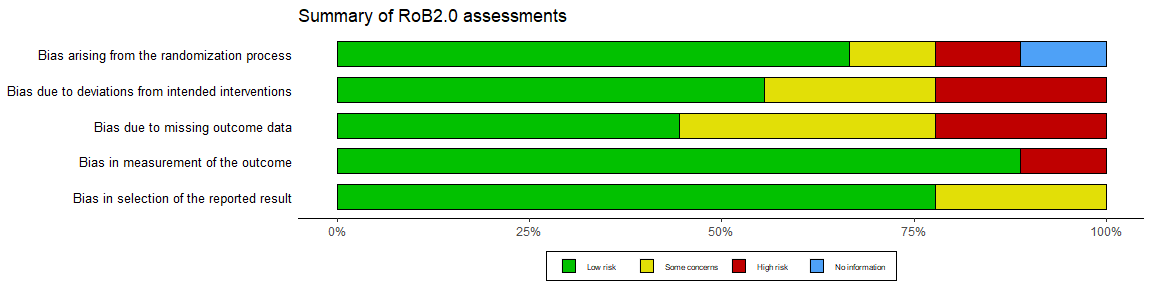 Summary of RoB2.0 assessments
Bias arising from the randomization process
Bias due to deviations from intended interventions
Bias due to missing outcome data
Bias in measurement of the outcome
Bias in selection of the reported result
0% 25% 50% 75% 100%
Low risk Some concerns High risk No information